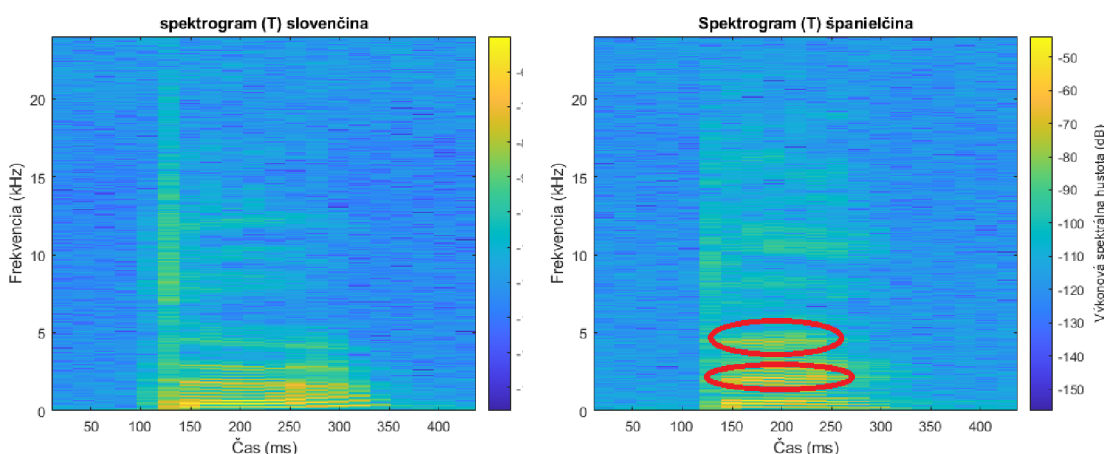 spektrogram (T) slovenčina
Frekvencia (kHz)
20
15
10
5
0
50 100 150 200 250 300 350 400
Čas (ms)
Spektrogram (T) španielčina
Frekvencia (kHz)
20
15
10
5
0
50 100 150 200 250 300 350 400
Čas (ms)
-50
-60
-70
-80
-90
-100
-110
-120
-130
-140
-150
Výkonová spektrálna hustota (dB)